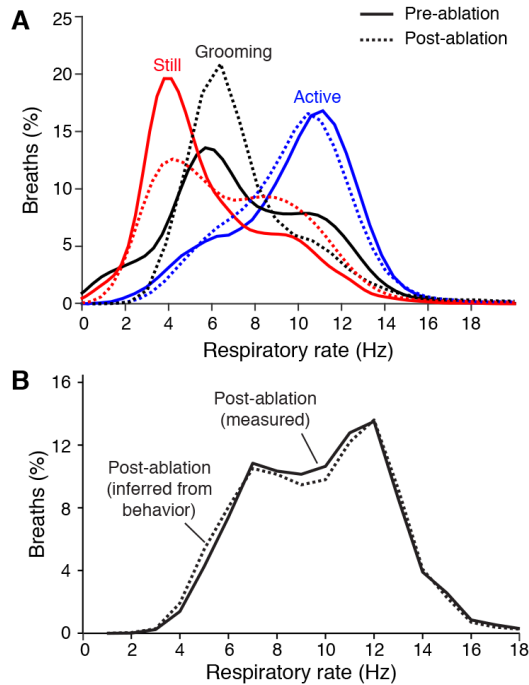 A
Pre-ablation
Post-ablation
Still
Grooming
Active
Breaths (%)
25
20
15
10
5
0
0 2 4 6 8 10 12 14 16 18
Respiratory rate (Hz)
B
Post-ablation
(measured)
Post-ablation
(inferred from
behavior)
Breaths (%)
16
12
8
4
0
0 2 4 6 8 10 12 14 16 18
Respiratory rate (Hz)